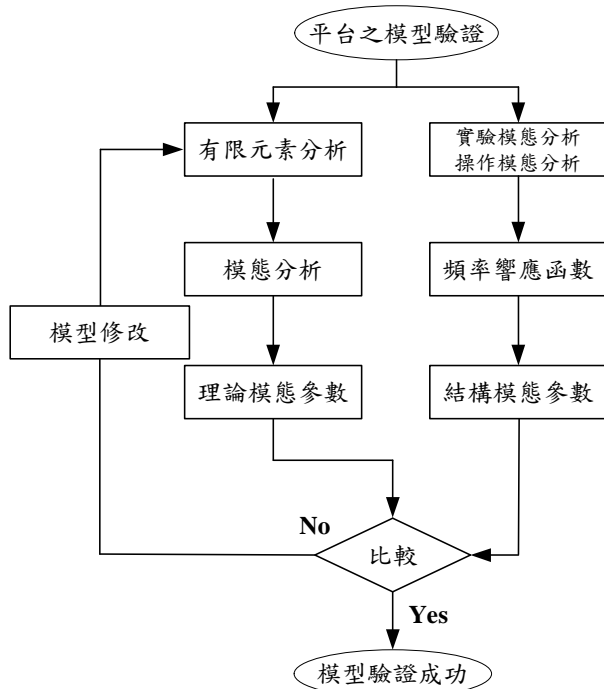 平台之模型驗證
有限元素分析
實驗模態分析
操作模態分析
模態分析
頻率響應函數
模型修改
理論模態參數
結構模態參數
No
比較
Yes
模型驗證成功